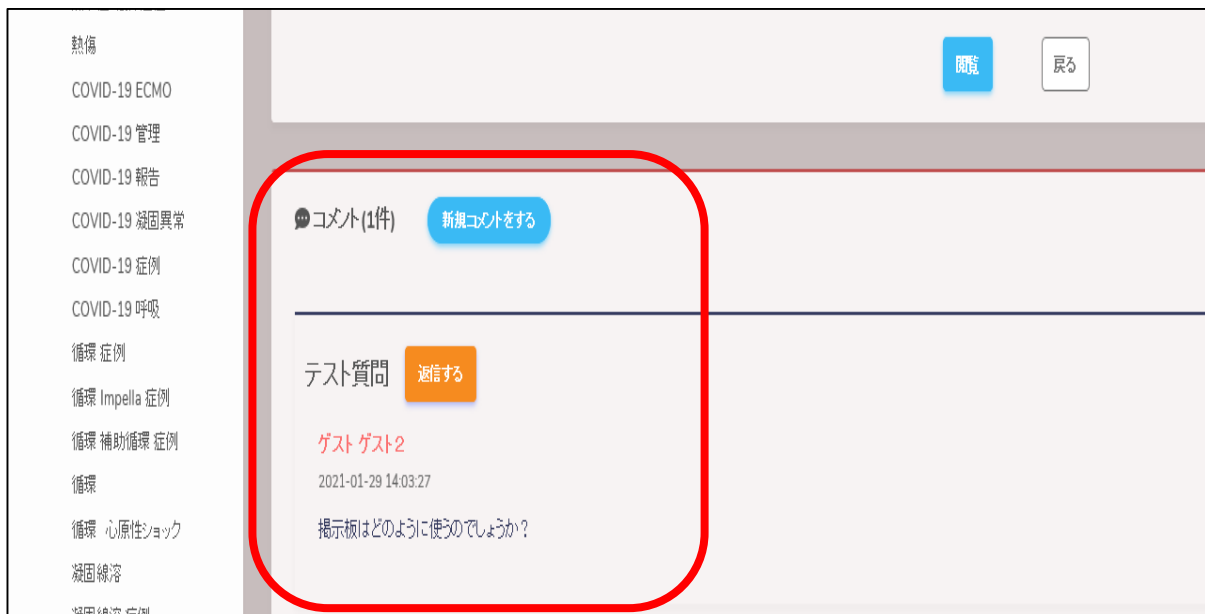 熱傷
COVID-19 ECMO
COVID-19 管理
COVID-19 報告
COVID-19 凝固異常
COVID-19 症例
COVID-19 呼吸
循環 症例
循環 Impella 症例
循環 補助循環 症例
循環
循環 心原性ショック
凝固線溶
凝固線溶 症例
閲覧
戻る
コメント(1件)
新規コメントをする
テスト質問
返信する
ゲスト ゲスト2
2021-01-29 14:03:27
掲示板はどのように使うのでしょうか?